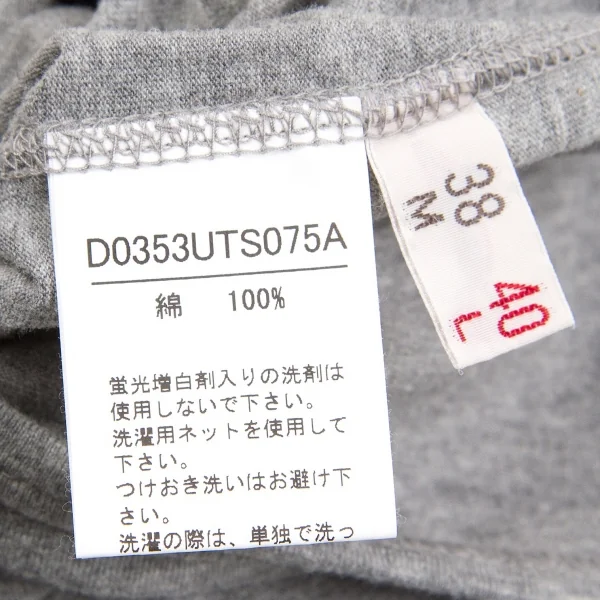 D0353UTS075A
綿 100%
蛍光増白剤入りの洗剤は
使用しないで下さい。
洗濯用ネットを使用して
下さい。
つけおき洗いはお避け下
さい。
洗濯の際は、単独で洗っ
38
M
40
L